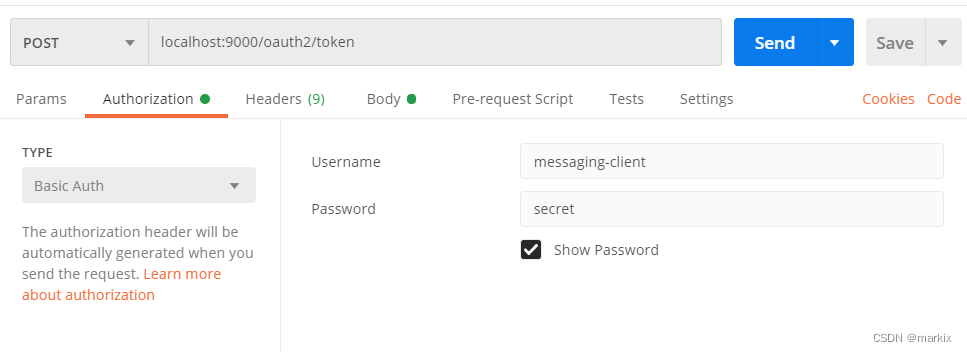 POST localhost:9000/oauth2/token Send Save
Params Authorization Headers (9) Body Pre-request Script Tests Settings Cookies Code
TYPE
Basic Auth
The authorization header will be
automatically generated when you
send the request. Learn more
about authorization
Username messaging-client
Password secret
Show Password
CSDN @markix